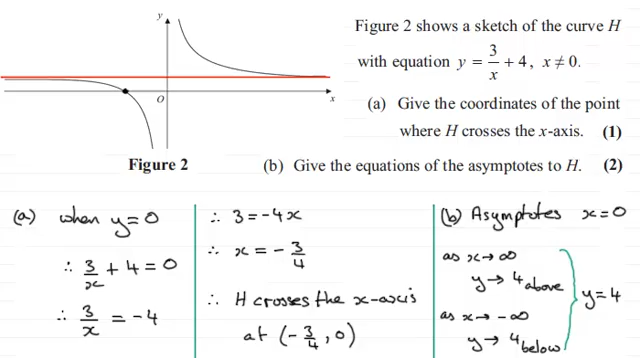 y
O
x
Figure 2
Figure 2 shows a sketch of the curve H
with equation y = 3/x + 4, x ≠ 0.
(a) Give the coordinates of the point
where H crosses the x-axis. (1)
(b) Give the equations of the asymptotes to H. (2)
(a) when y=0
∴ 3/x + 4 = 0
∴ 3/x = -4
∴ 3 = -4x
∴ x = -3/4
∴ H crosses the x-axis
at (-3/4, 0)
(b) Asymptotes x=0
as x→∞
y→4 above
as x→-∞
y→4 below
y=4